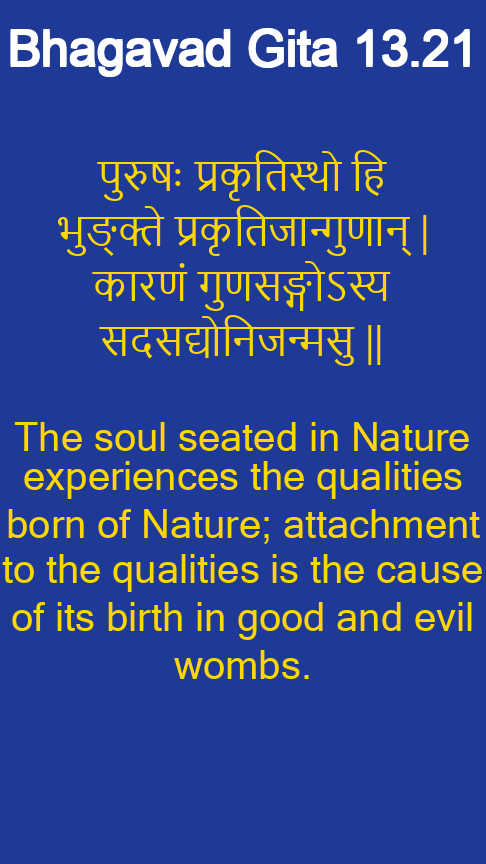 Bhagavad Gita 13.21
पुरुषः प्रकृतिस्थो हि
भुङ्क्ते प्रकृतिजान्गुणान् |
कारणं गुणसङ्गोऽस्य
सदसद्योनिजन्मसु ||
The soul seated in Nature
experiences the qualities
born of Nature; attachment
to the qualities is the cause
of its birth in good and evil
wombs.